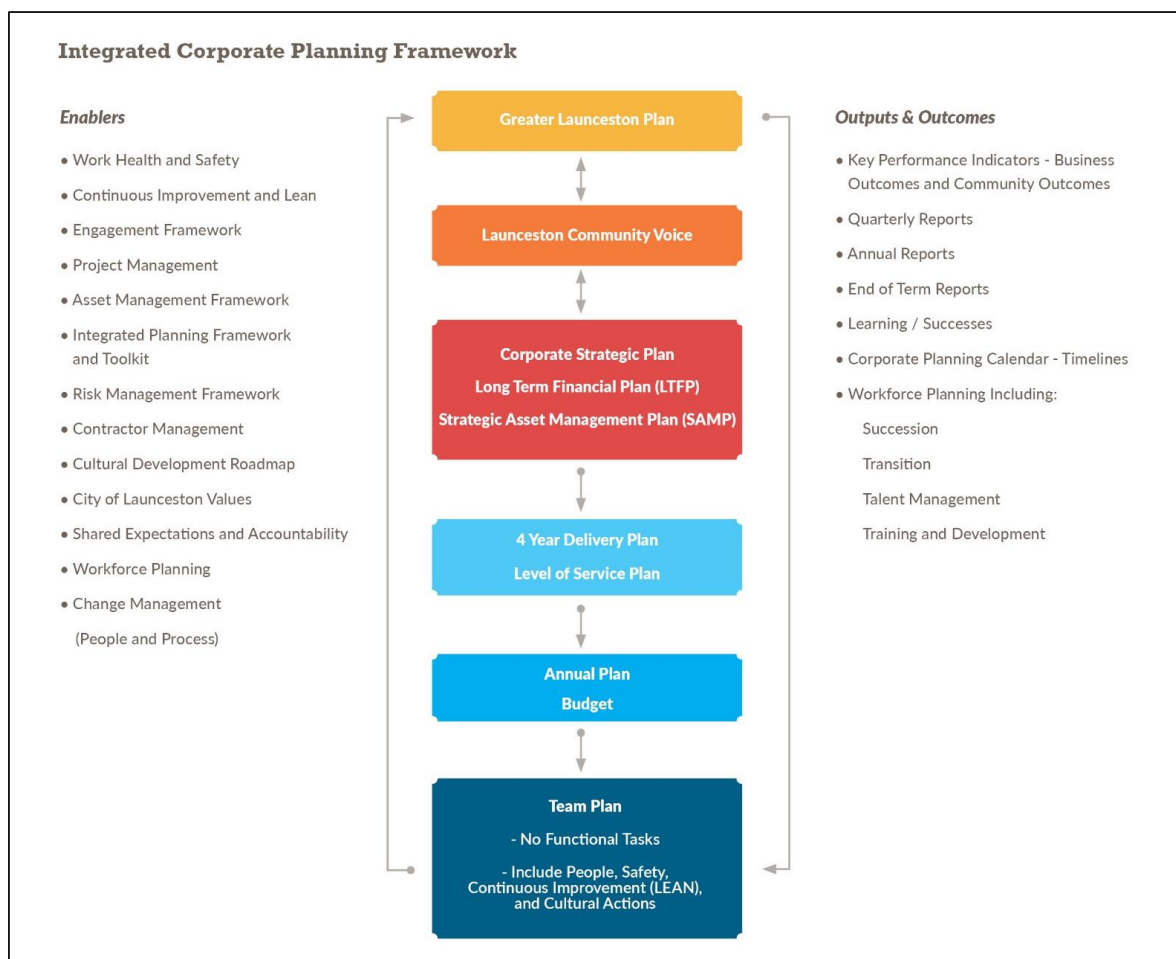 Integrated Corporate Planning Framework
Enablers
• Work Health and Safety
• Continuous Improvement and Lean
• Engagement Framework
• Project Management
• Asset Management Framework
• Integrated Planning Framework
and Toolkit
• Risk Management Framework
• Contractor Management
• Cultural Development Roadmap
• City of Launceston Values
• Shared Expectations and Accountability
• Workforce Planning
• Change Management
(People and Process)
Greater Launceston Plan
Launceston Community Voice
Corporate Strategic Plan
Long Term Financial Plan (LTFP)
Strategic Asset Management Plan (SAMP)
4 Year Delivery Plan
Level of Service Plan
Annual Plan
Budget
Team Plan
- No Functional Tasks
- Include People, Safety,
Continuous Improvement (LEAN),
and Cultural Actions
Outputs & Outcomes
• Key Performance Indicators - Business
Outcomes and Community Outcomes
• Quarterly Reports
• Annual Reports
• End of Term Reports
• Learning / Successes
• Corporate Planning Calendar - Timelines
• Workforce Planning Including:
Succession
Transition
Talent Management
Training and Development